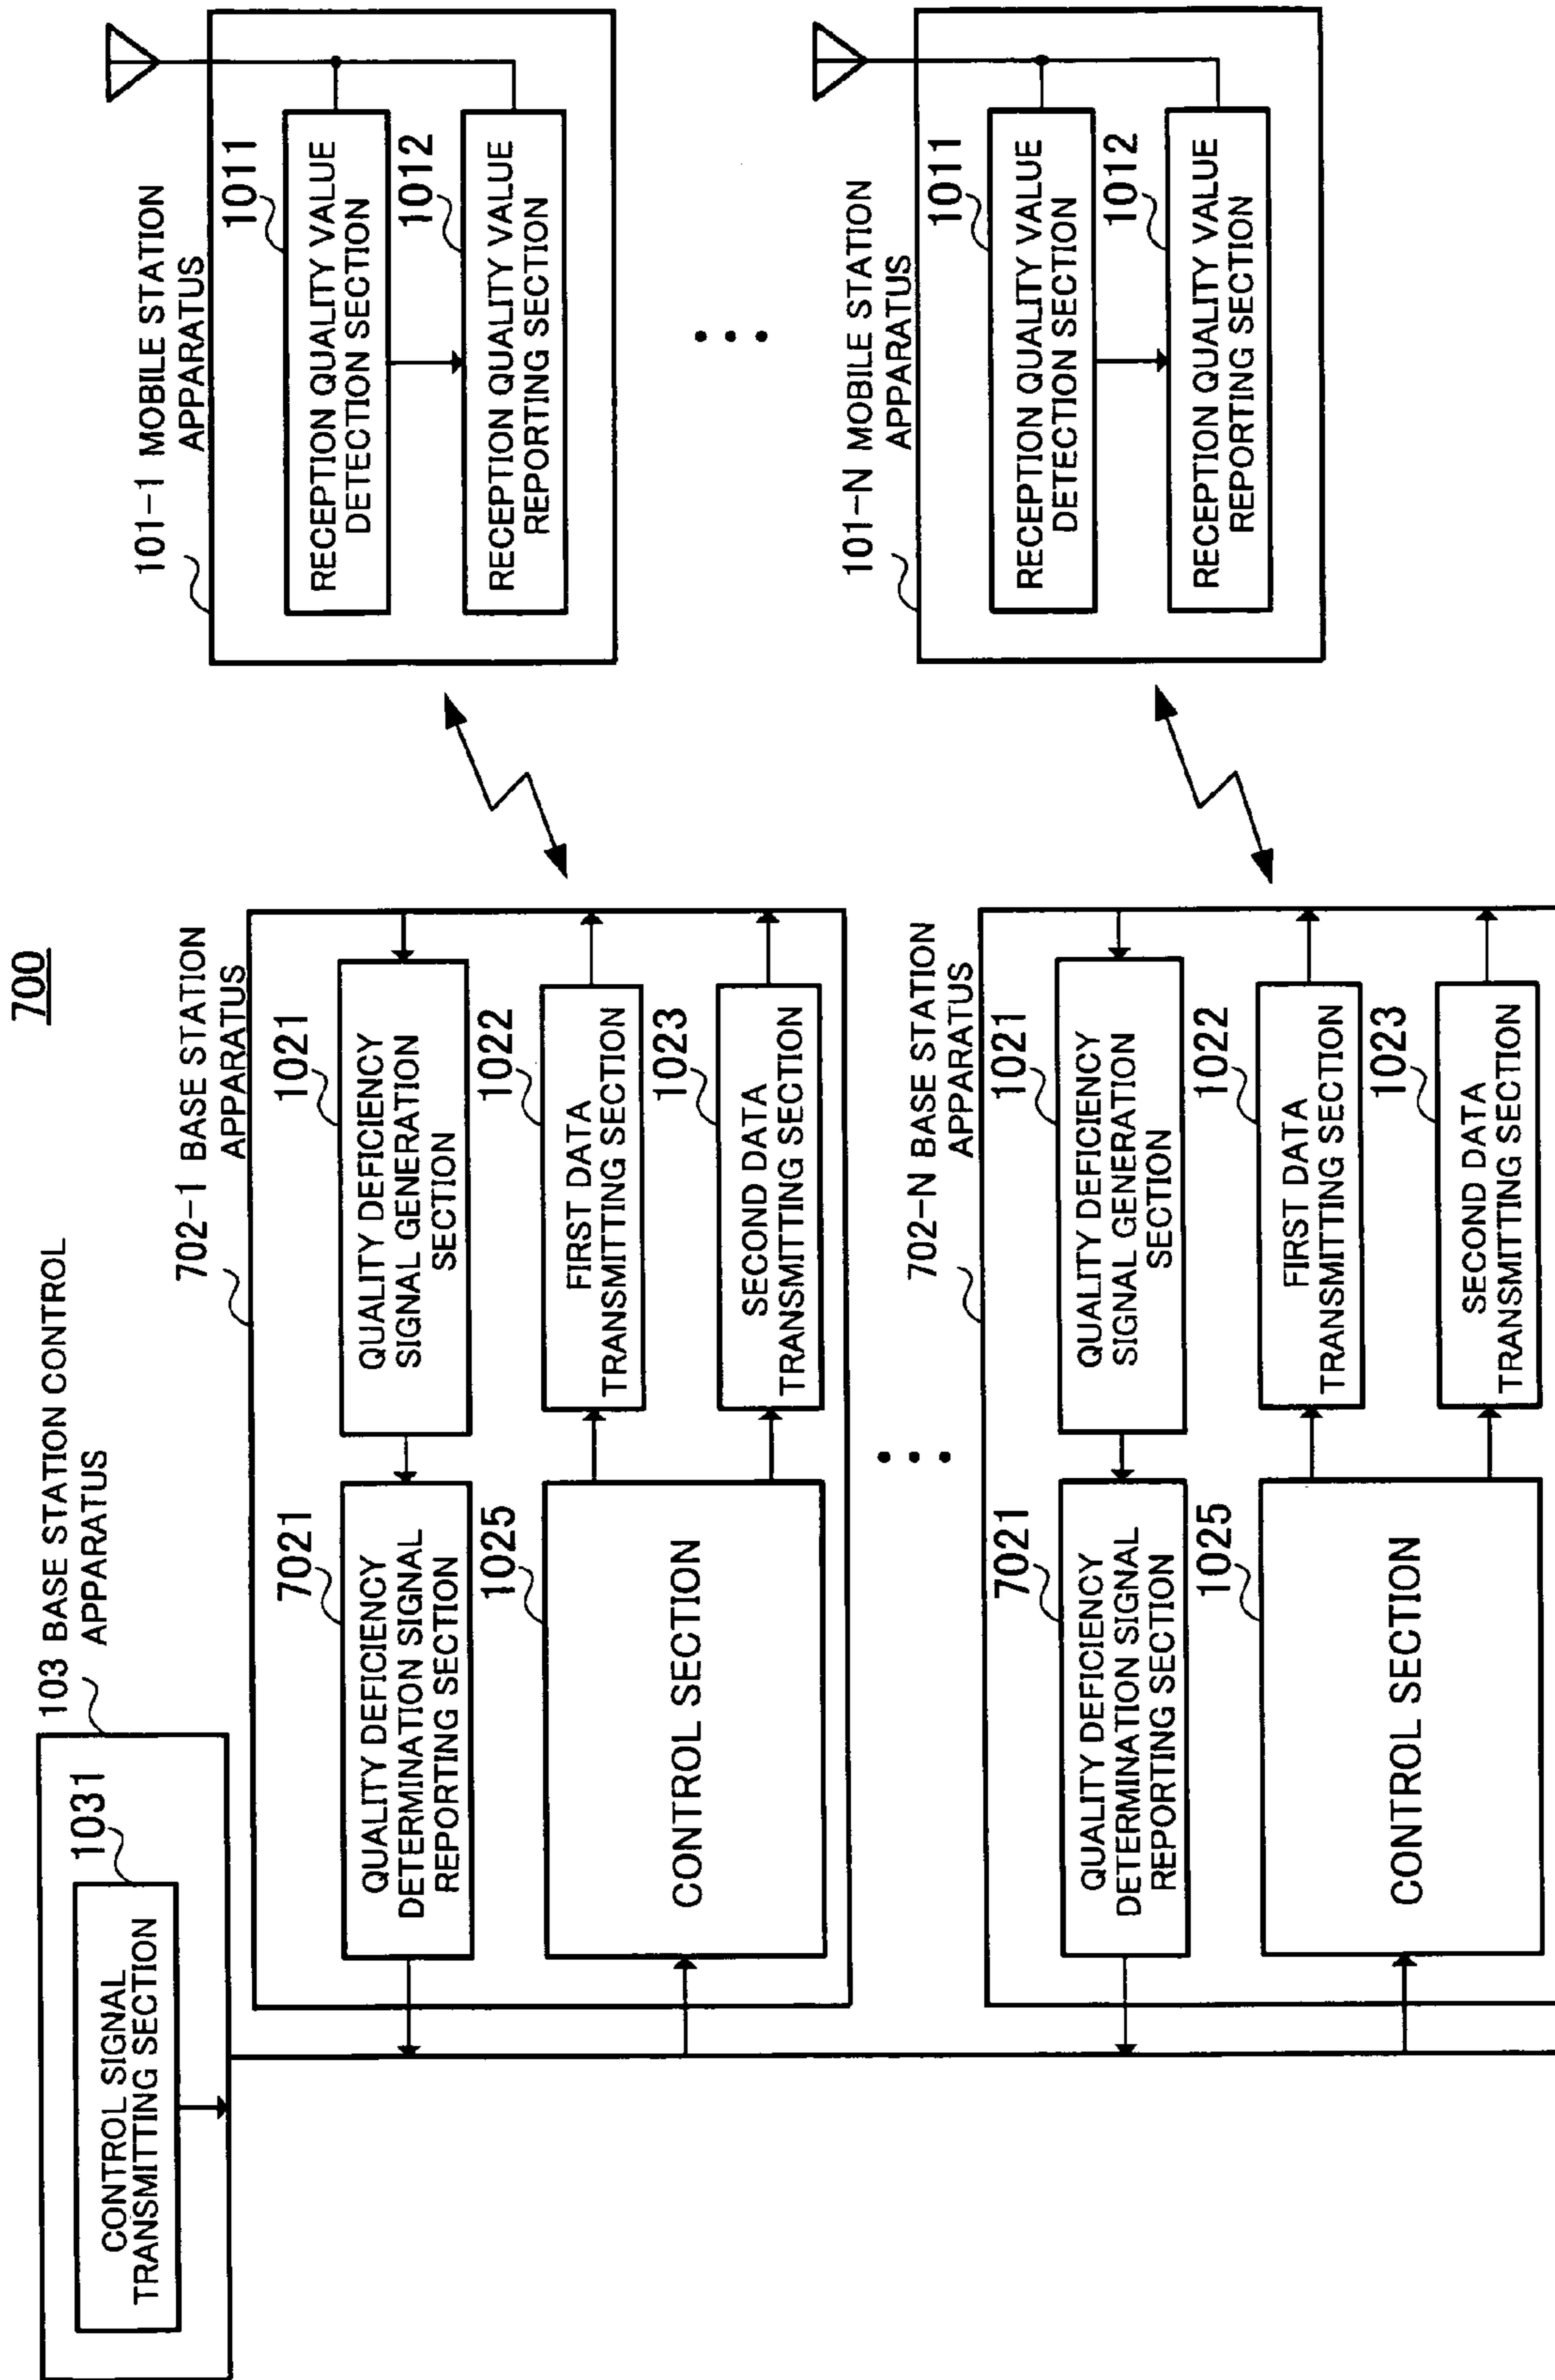 700
103 BASE STATION CONTROL
APPARATUS
1031
CONTROL SIGNAL
TRANSMITTING SECTION
702-1 BASE STATION
APPARATUS
7021
QUALITY DEFICIENCY
DETERMINATION SIGNAL
REPORTING SECTION
1021
QUALITY DEFICIENCY
SIGNAL GENERATION
SECTION
1025
CONTROL SECTION
1022
FIRST DATA
TRANSMITTING SECTION
1023
SECOND DATA
TRANSMITTING SECTION
702-N BASE STATION
APPARATUS
7021
QUALITY DEFICIENCY
DETERMINATION SIGNAL
REPORTING SECTION
1021
QUALITY DEFICIENCY
SIGNAL GENERATION
SECTION
1025
CONTROL SECTION
1022
FIRST DATA
TRANSMITTING SECTION
1023
SECOND DATA
TRANSMITTING SECTION
101-1 MOBILE STATION
APPARATUS
1011
RECEPTION QUALITY VALUE
DETECTION SECTION
1012
RECEPTION QUALITY VALUE
REPORTING SECTION
101-N MOBILE STATION
APPARATUS
1011
RECEPTION QUALITY VALUE
DETECTION SECTION
1012
RECEPTION QUALITY VALUE
REPORTING SECTION